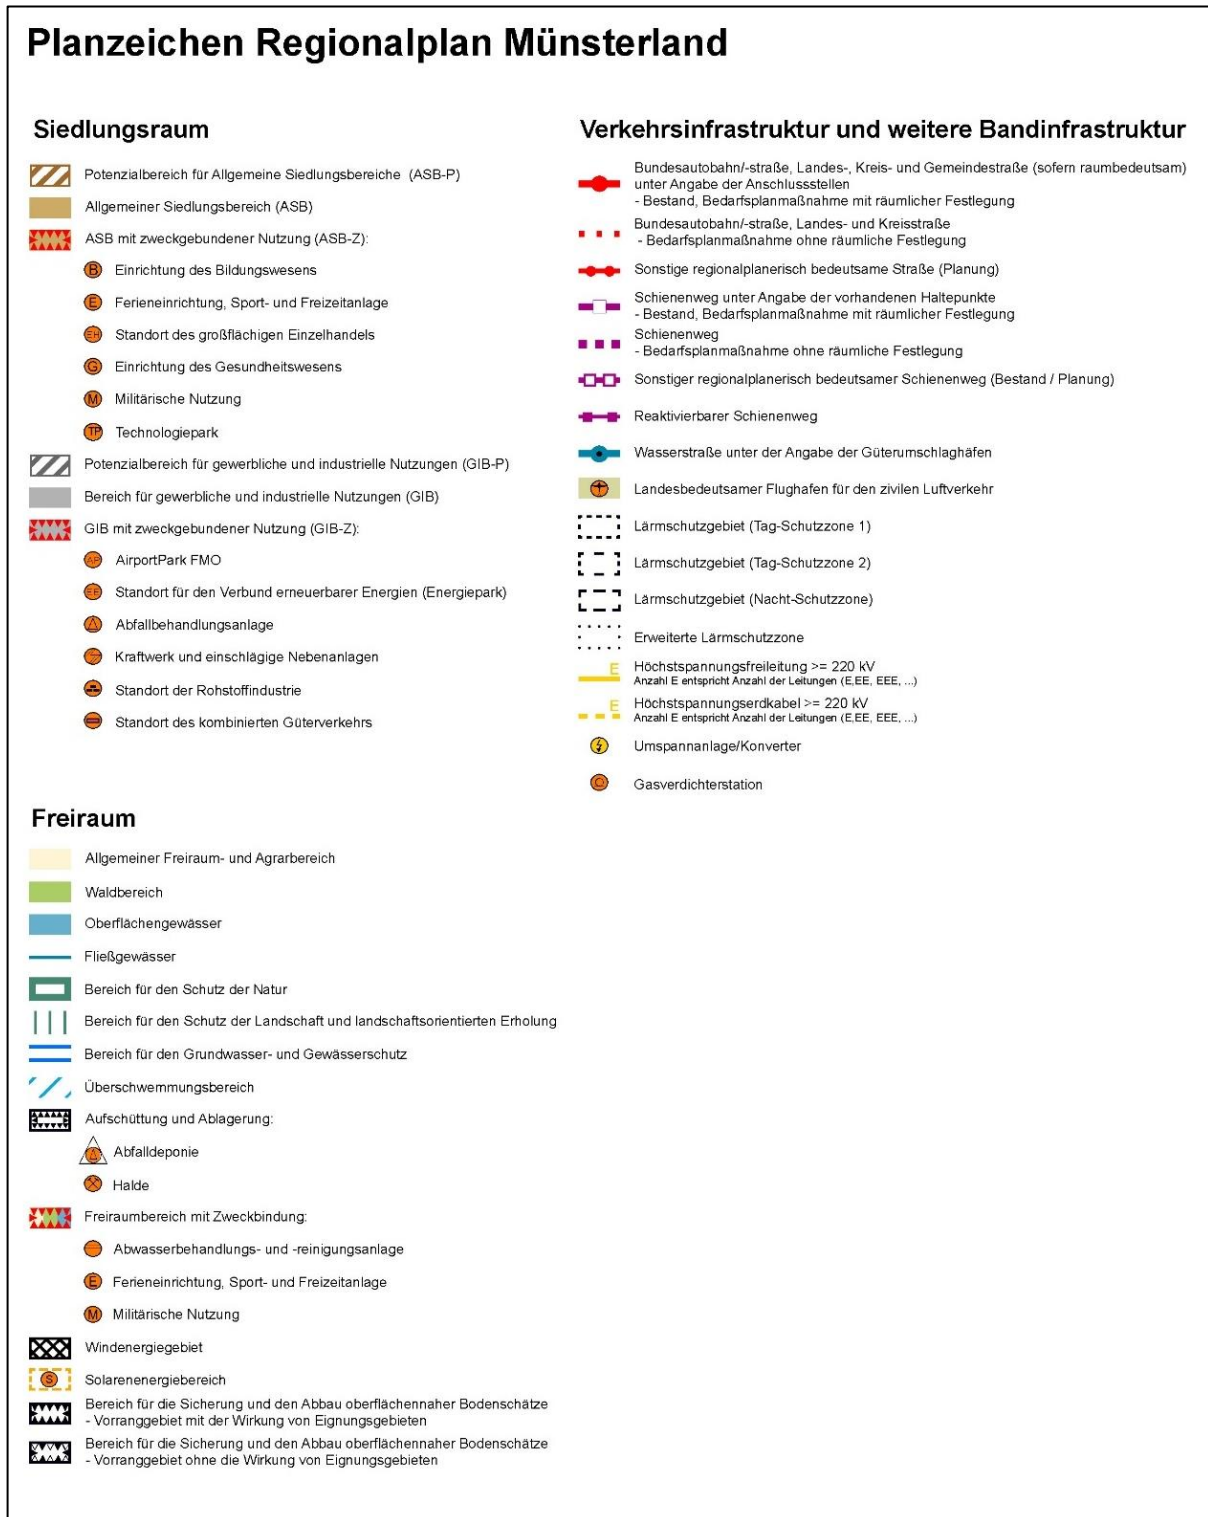 Planzeichen Regionalplan Münsterland
Siedlungsraum
Potenzialbereich für Allgemeine Siedlungsbereiche (ASB-P)
Allgemeiner Siedlungsbereich (ASB)
ASB mit zweckgebundener Nutzung (ASB-Z):
B Einrichtung des Bildungswesens
E Ferieneinrichtung, Sport- und Freizeitanlage
EH Standort des großflächigen Einzelhandels
G Einrichtung des Gesundheitswesens
M Militärische Nutzung
TP Technologiepark
Potenzialbereich für gewerbliche und industrielle Nutzungen (GIB-P)
Bereich für gewerbliche und industrielle Nutzungen (GIB)
GIB mit zweckgebundener Nutzung (GIB-Z):
AP AirportPark FMO
EE Standort für den Verbund erneuerbarer Energien (Energiepark)
Abfallbehandlungsanlage
Kraftwerk und einschlägige Nebenanlagen
Standort der Rohstoffindustrie
Standort des kombinierten Güterverkehrs
Verkehrsinfrastruktur und weitere Bandinfrastruktur
Bundesautobahn/-straße, Landes-, Kreis- und Gemeindestraße (sofern raumbedeutsam)
unter Angabe der Anschlussstellen
- Bestand, Bedarfsplanmaßnahme mit räumlicher Festlegung
Bundesautobahn/-straße, Landes- und Kreisstraße
- Bedarfsplanmaßnahme ohne räumliche Festlegung
Sonstige regionalplanerisch bedeutsame Straße (Planung)
Schienenweg unter Angabe der vorhandenen Haltepunkte
- Bestand, Bedarfsplanmaßnahme mit räumlicher Festlegung
Schienenweg
- Bedarfsplanmaßnahme ohne räumliche Festlegung
Sonstiger regionalplanerisch bedeutsamer Schienenweg (Bestand / Planung)
Reaktivierbarer Schienenweg
Wasserstraße unter der Angabe der Güterumschlaghäfen
Landesbedeutsamer Flughafen für den zivilen Luftverkehr
Lärmschutzgebiet (Tag-Schutzzone 1)
Lärmschutzgebiet (Tag-Schutzzone 2)
Lärmschutzgebiet (Nacht-Schutzzone)
Erweiterte Lärmschutzzone
E Höchstspannungsfreileitung >= 220 kV
Anzahl E entspricht Anzahl der Leitungen (E,EE, EEE, ...)
E Höchstspannungserdkabel >= 220 kV
Anzahl E entspricht Anzahl der Leitungen (E,EE, EEE, ...)
Umspannanlage/Konverter
Gasverdichterstation
Freiraum
Allgemeiner Freiraum- und Agrarbereich
Waldbereich
Oberflächengewässer
Fließgewässer
Bereich für den Schutz der Natur
Bereich für den Schutz der Landschaft und landschaftsorientierten Erholung
Bereich für den Grundwasser- und Gewässerschutz
Überschwemmungsbereich
Aufschüttung und Ablagerung:
Abfalldeponie
Halde
Freiraumbereich mit Zweckbindung:
Abwasserbehandlungs- und -reinigungsanlage
E Ferieneinrichtung, Sport- und Freizeitanlage
M Militärische Nutzung
Windenergiegebiet
S Solarenenergiebereich
Bereich für die Sicherung und den Abbau oberflächennaher Bodenschätze
- Vorranggebiet mit der Wirkung von Eignungsgebieten
Bereich für die Sicherung und den Abbau oberflächennaher Bodenschätze
- Vorranggebiet ohne die Wirkung von Eignungsgebieten